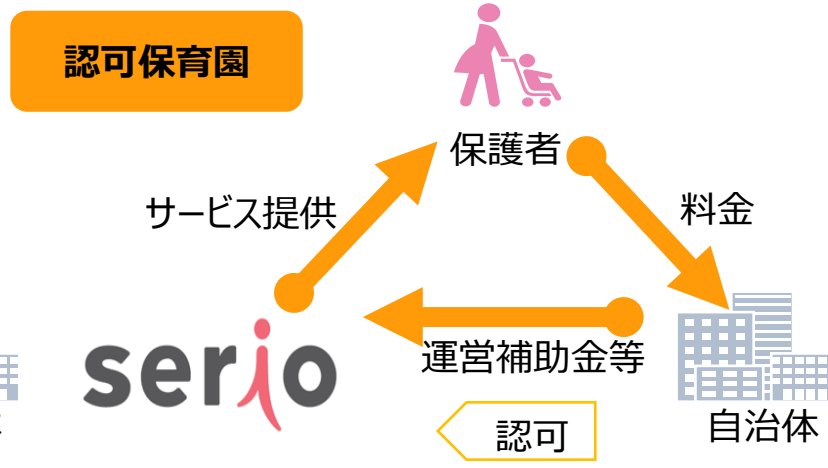 認可保育園
保護者
サービス提供
料金
serio
運営補助金等
認可
自治体